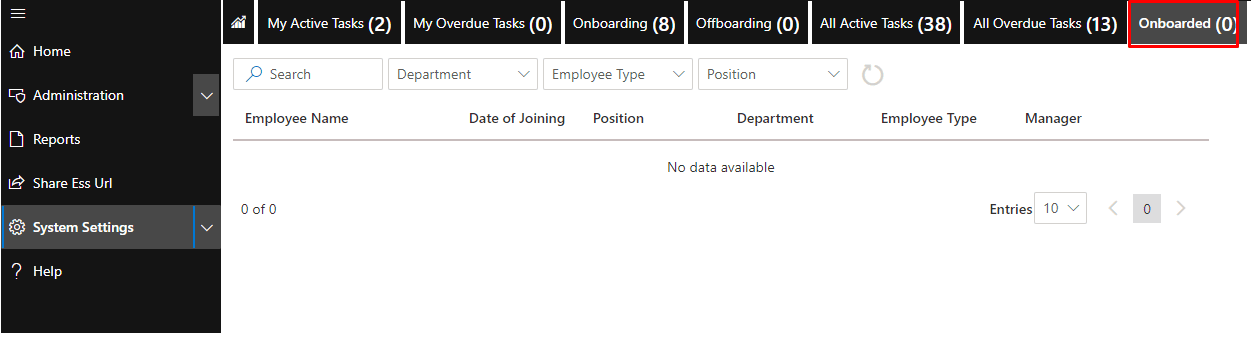 My Active Tasks (2) My Overdue Tasks (0) Onboarding (8) Offboarding (0) All Active Tasks (38) All Overdue Tasks (13) Onboarded (0)
Home
Administration
Reports
Share Ess Url
System Settings
Help
Search Department Employee Type Position
Employee Name Date of Joining Position Department Employee Type Manager
No data available
0 of 0 Entries 10 0